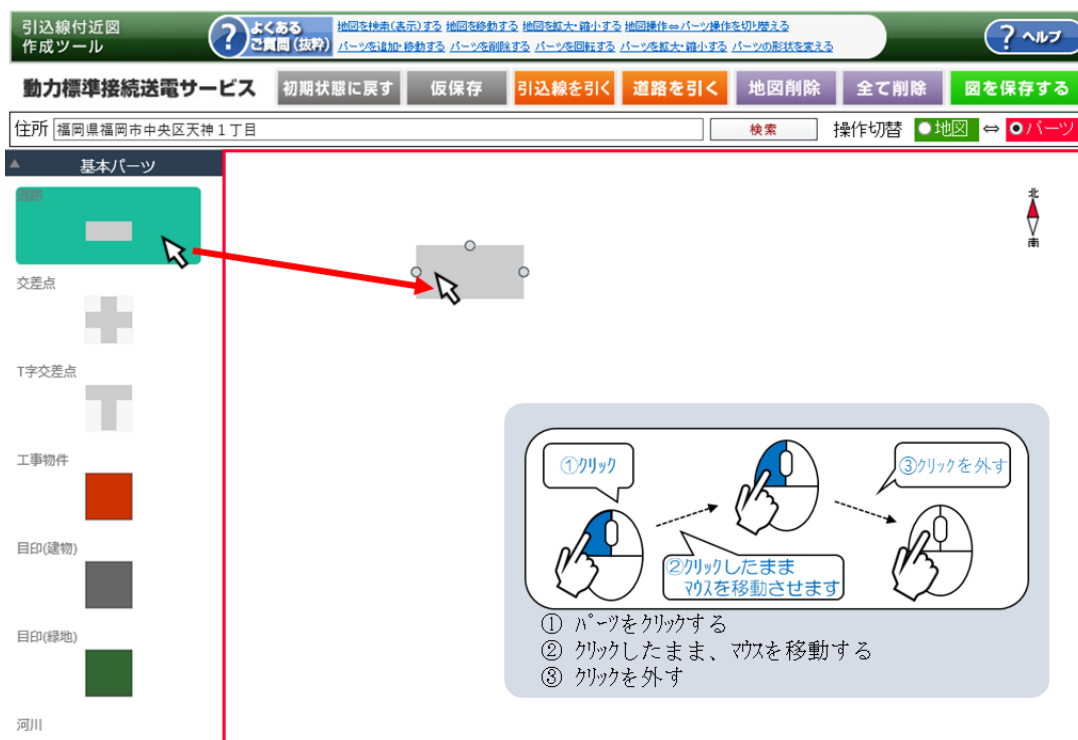 引込線付近図
作成ツール
? よくある
ご質問(抜粋)
地図を検索(表示)する 地図を移動する 地図を拡大・縮小する 地図操作⇔パーツ操作を切り替える
パーツを追加・移動する パーツを削除する パーツを回転する パーツを拡大・縮小する パーツの形状を変える
? ヘルプ
動力標準接続送電サービス 初期状態に戻す 仮保存 引込線を引く 道路を引く 地図削除 全て削除 図を保存する
住所 福岡県福岡市中央区天神1丁目 検索 操作切替 地図 ⇔ パーツ
基本パーツ
道路
北
南
交差点
T字交差点
工事物件
目印(建物)
目印(緑地)
河川
①クリック
③クリックを外す
②クリックしたまま
マウスを移動させます
① パーツをクリックする
② クリックしたまま、マウスを移動する
③ クリックを外す